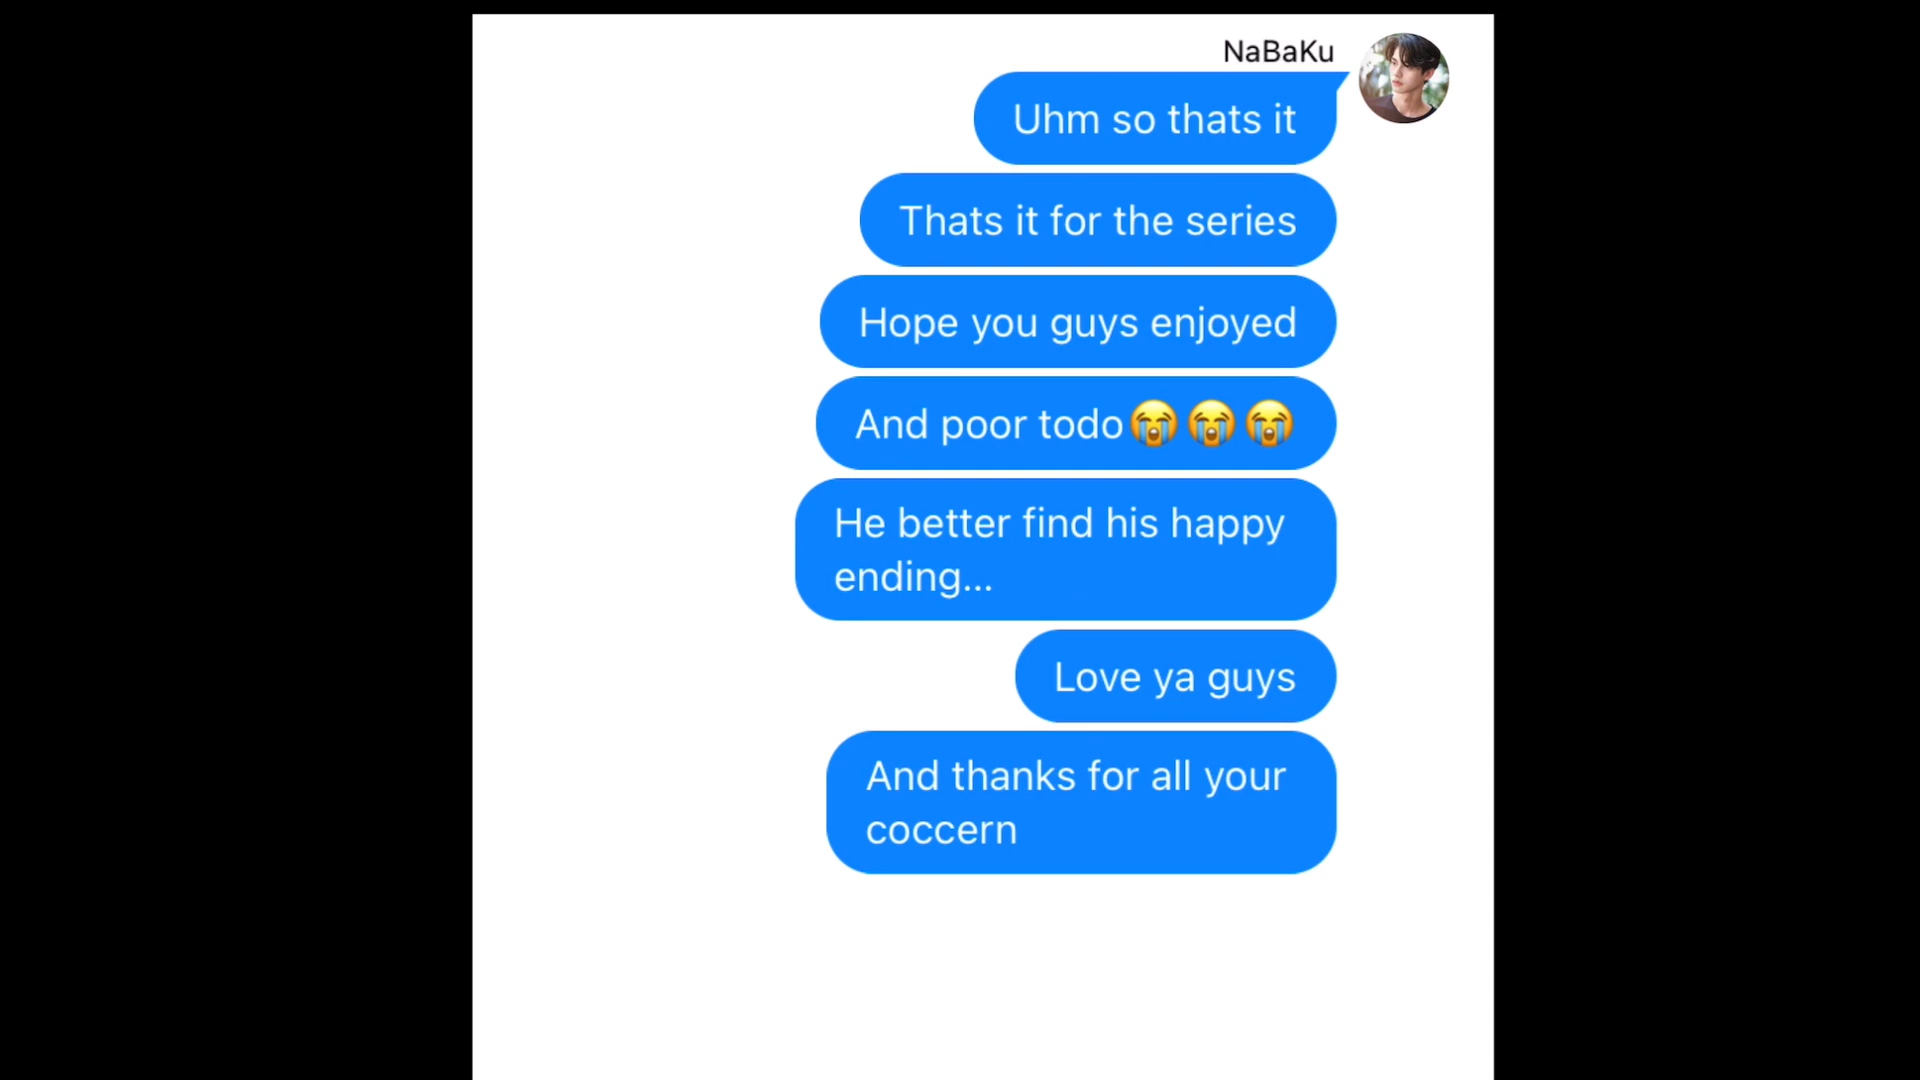 NaBaKu
Uhm so thats it
Thats it for the series
Hope you guys enjoyed
And poor todo😭😭😭
He better find his happy
ending...
Love ya guys
And thanks for all your
coccern